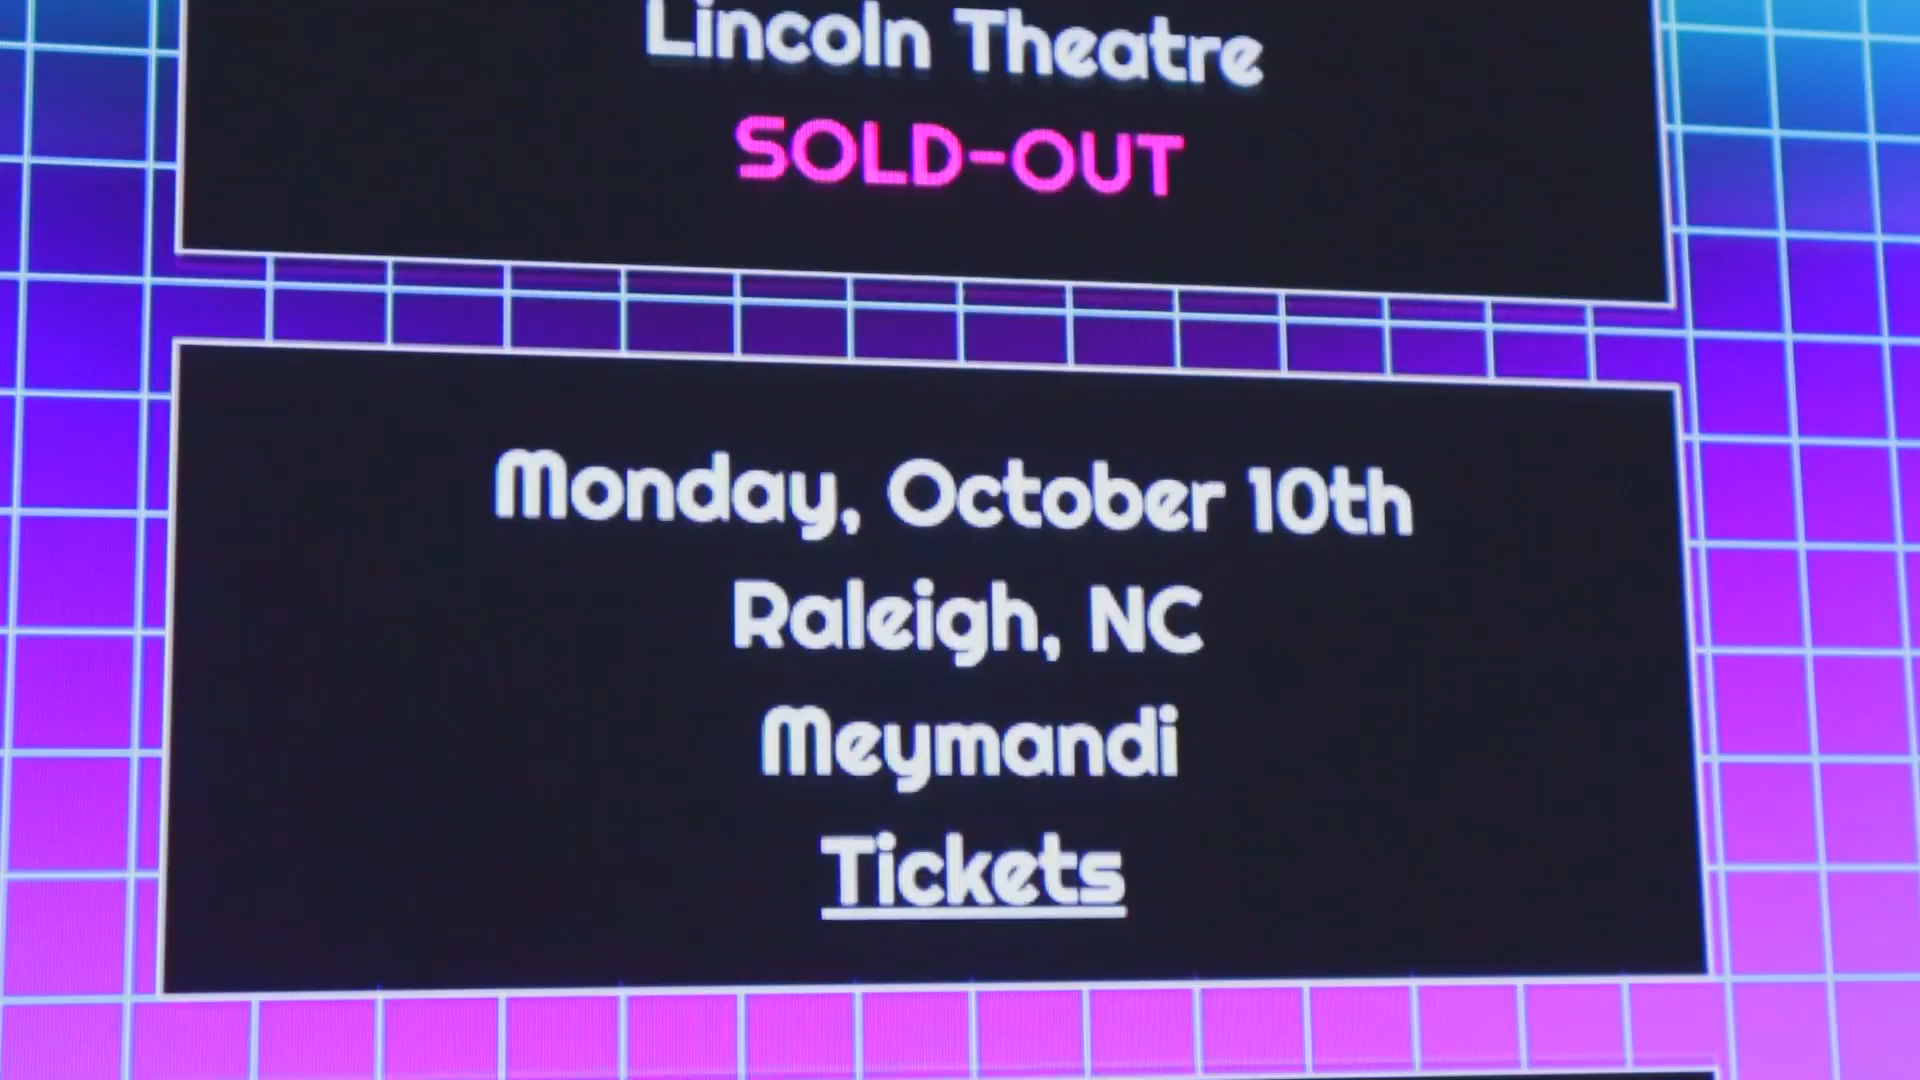 Lincoln Theatre
SOLD-OUT
Monday, October 10th
Raleigh, NC
Meymandi
Tickets